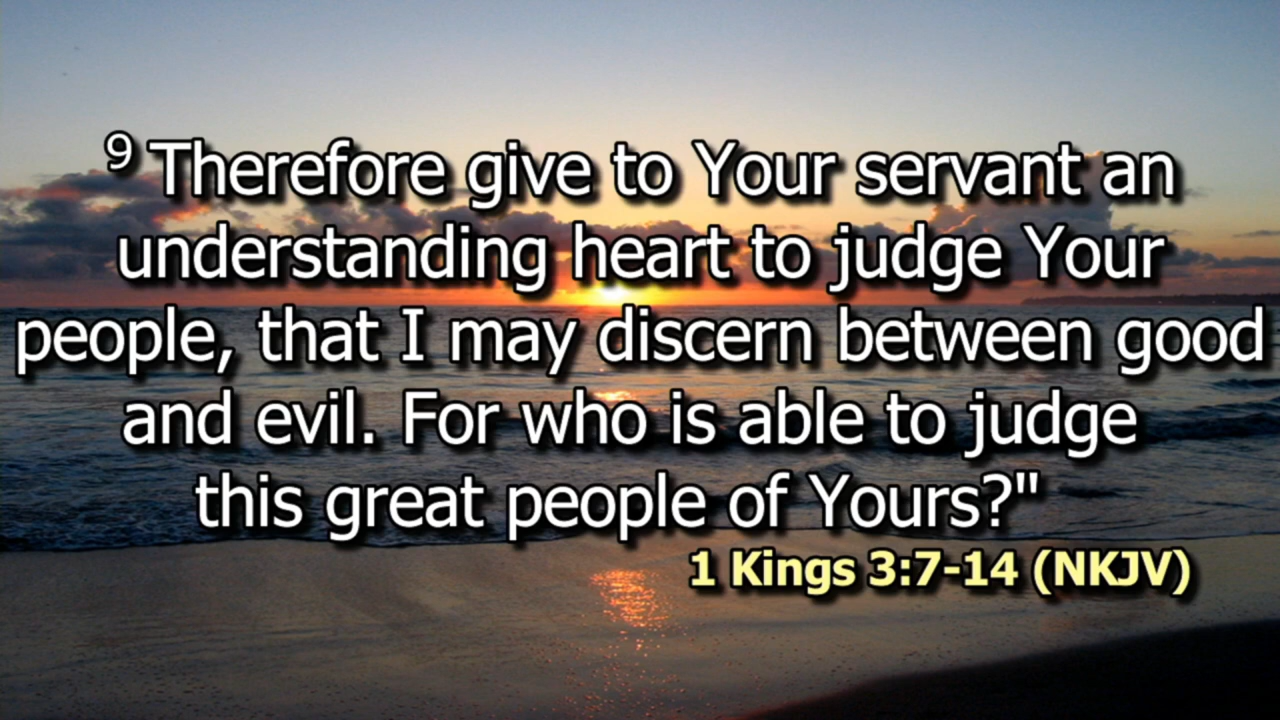 9 Therefore give to Your servant an
understanding heart to judge Your
people, that I may discern between good
and evil. For who is able to judge
this great people of Yours?"
1 Kings 3:7-14 (NKJV)